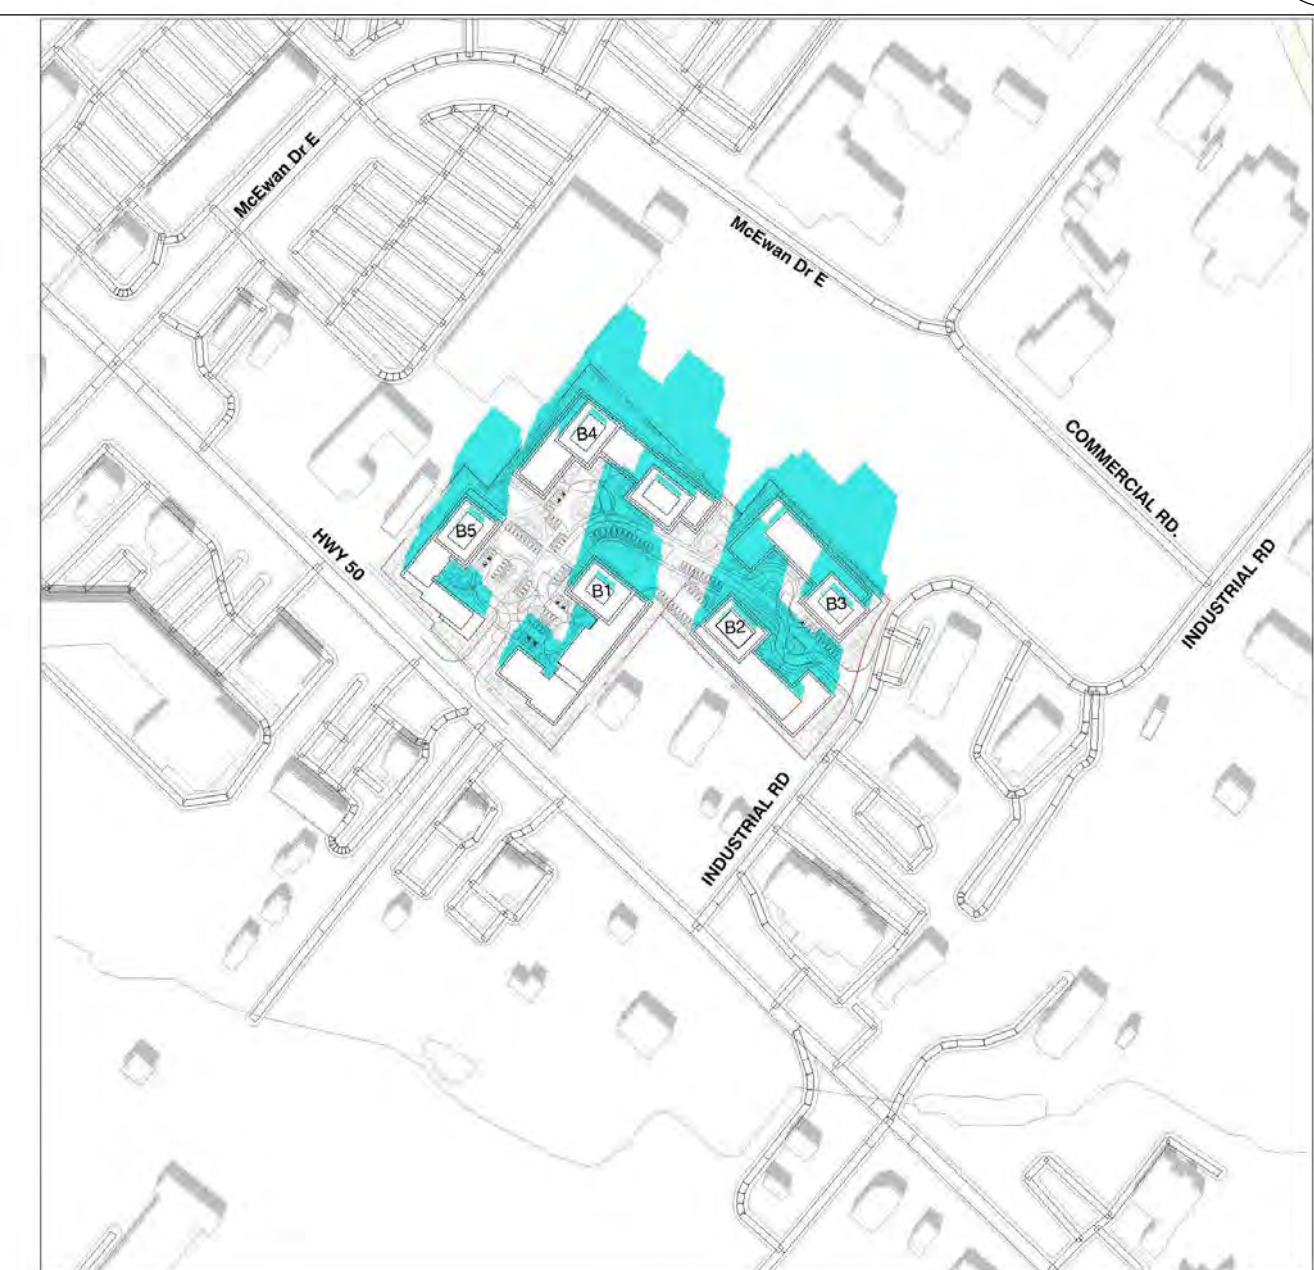 McEwan Dr E
McEwan Dr E
COMMERCIAL RD.
B4
B5
HWY 50
B1
B2
B3
INDUSTRIAL RD
INDUSTRIAL RD